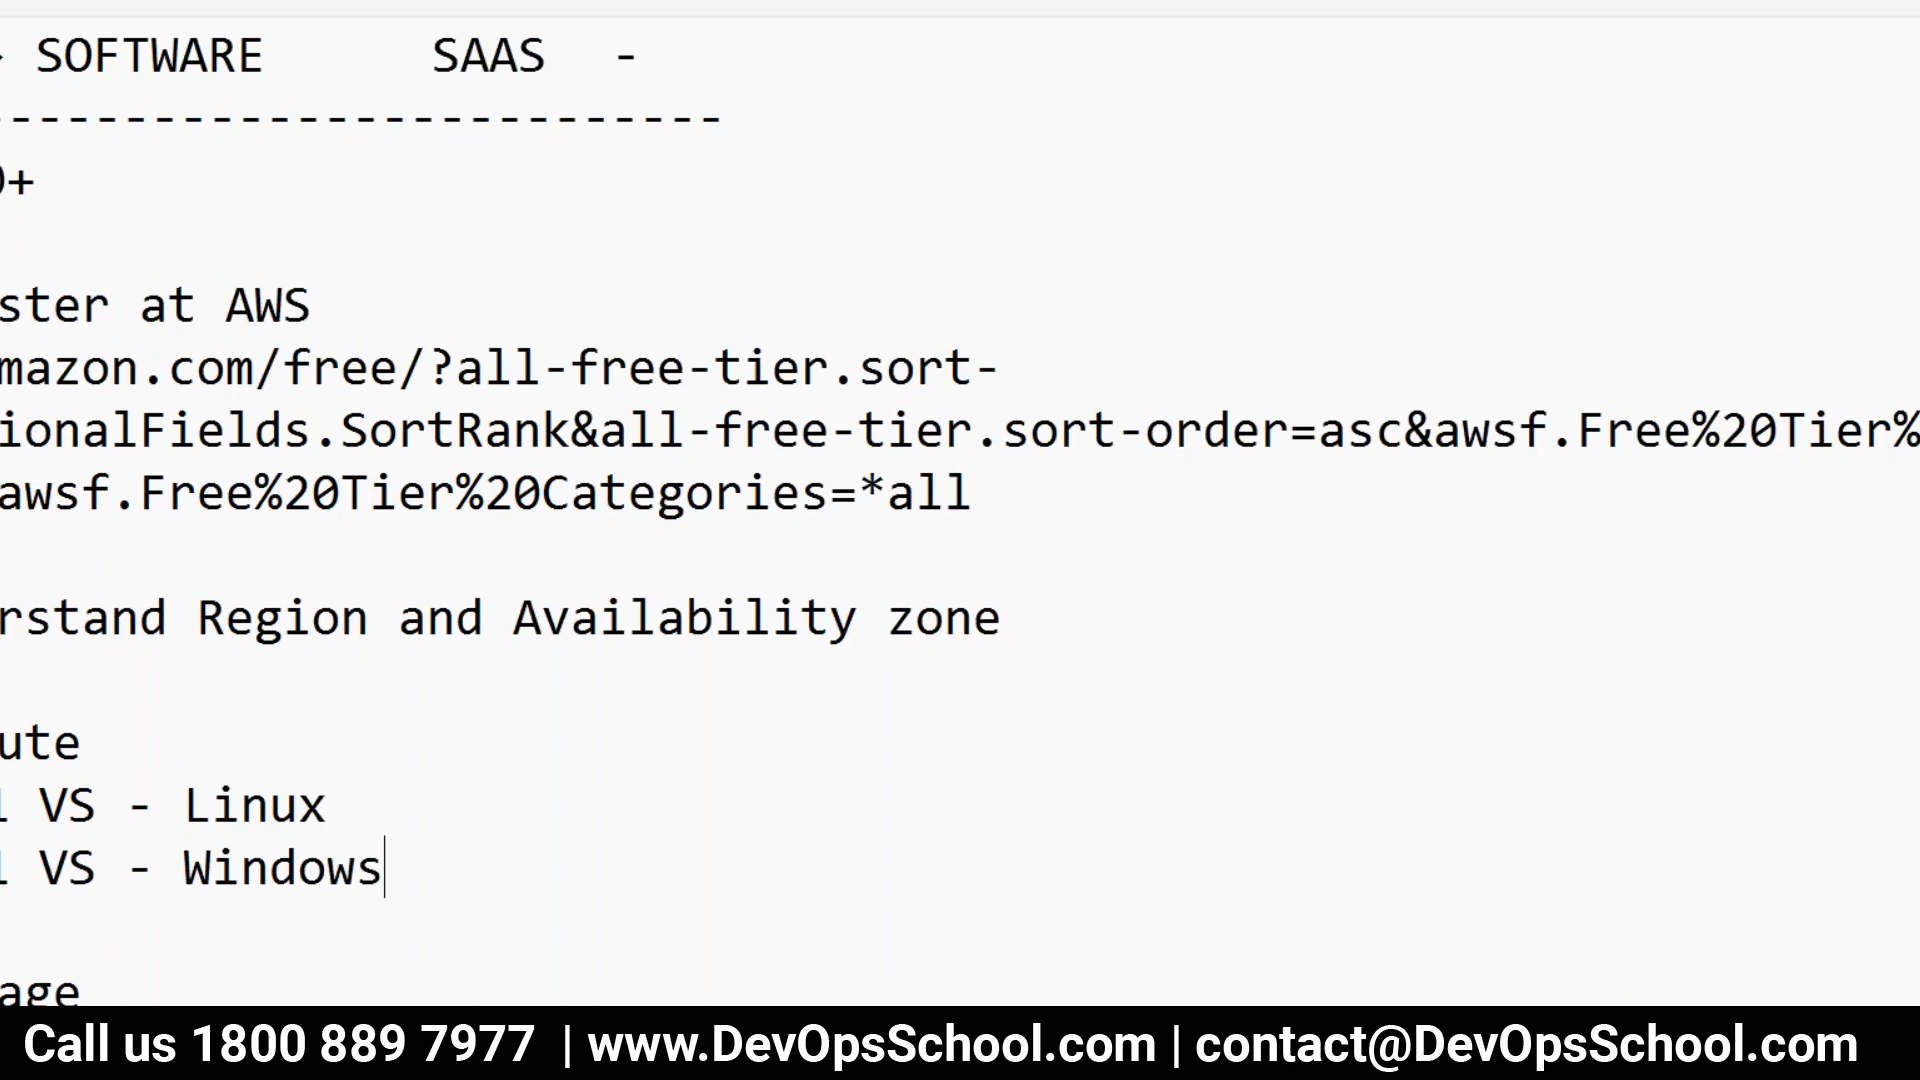 SOFTWARE SAAS -
-------------------------
+
at AWS
mazon.com/free/?all-free-tier.sort-
ionalFields.SortRank&all-free-tier.sort-order=asc&awsf.Free%20Tier%
awsf.Free%20Tier%20Categories=*all
rstand Region and Availability zone
ute
VS - Linux
VS - Windows
age
Call us 1800 889 7977 | www.DevOpsSchool.com | contact@DevOpsSchool.com